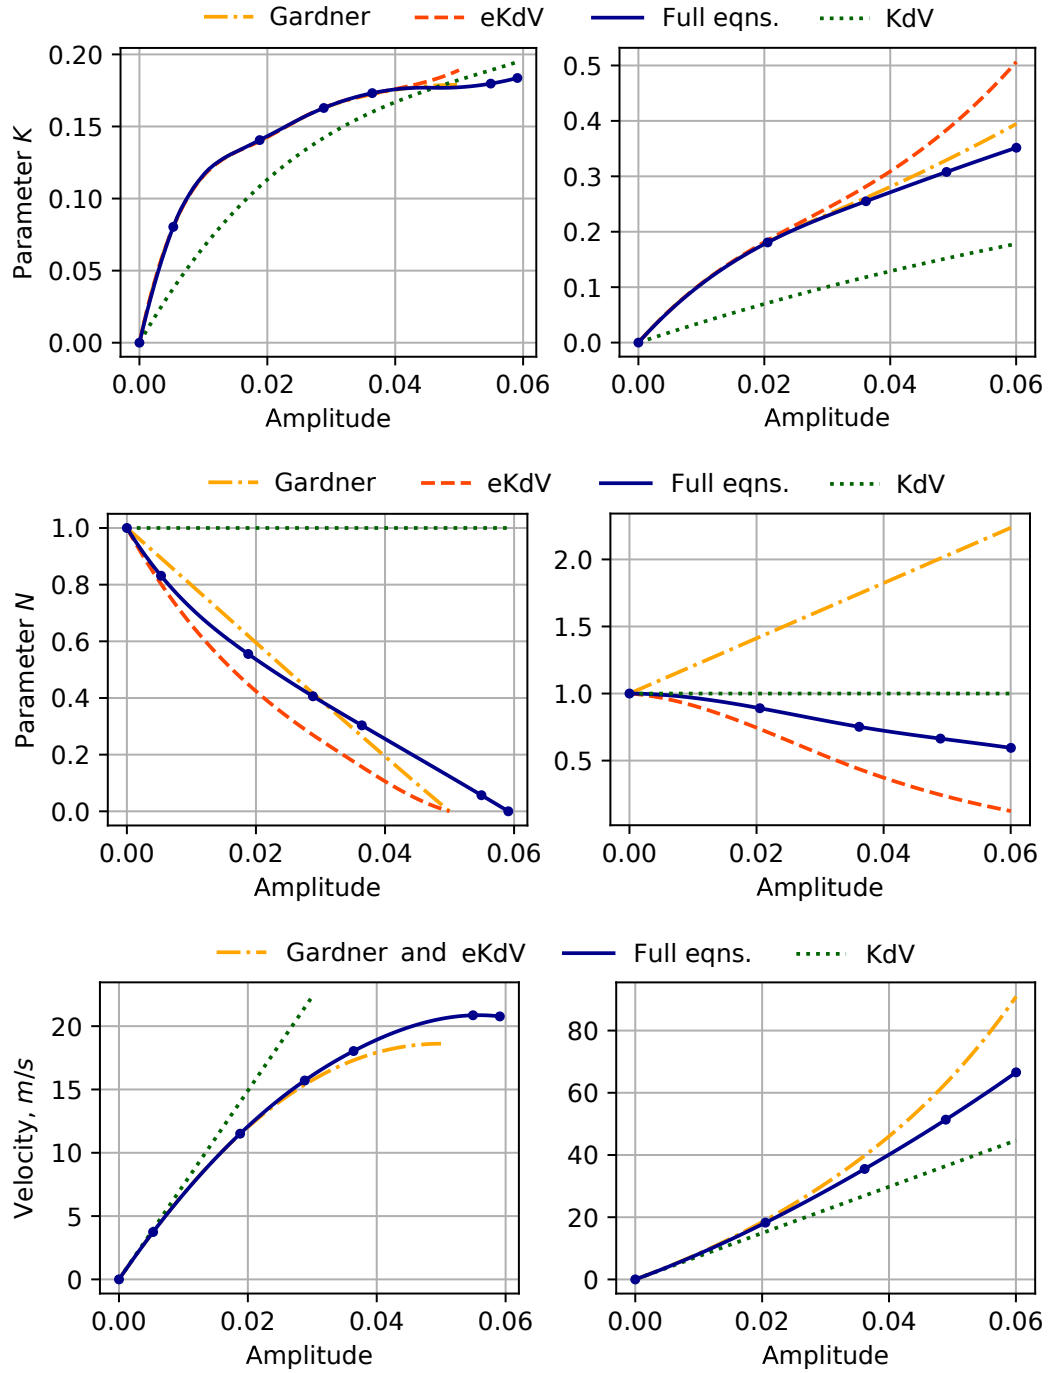 Gardner eKdV Full eqns. KdV
Parameter K
0.20
0.15
0.10
0.05
0.00
0.00 0.02 0.04 0.06
Amplitude
0.5
0.4
0.3
0.2
0.1
0.0
0.00 0.02 0.04 0.06
Amplitude
Gardner eKdV Full eqns. KdV
Parameter N
1.0
0.8
0.6
0.4
0.2
0.0
0.00 0.02 0.04 0.06
Amplitude
2.0
1.5
1.0
0.5
0.00 0.02 0.04 0.06
Amplitude
Gardner and eKdV Full eqns. KdV
Velocity, m/s
20
15
10
5
0
0.00 0.02 0.04 0.06
Amplitude
80
60
40
20
0
0.00 0.02 0.04 0.06
Amplitude